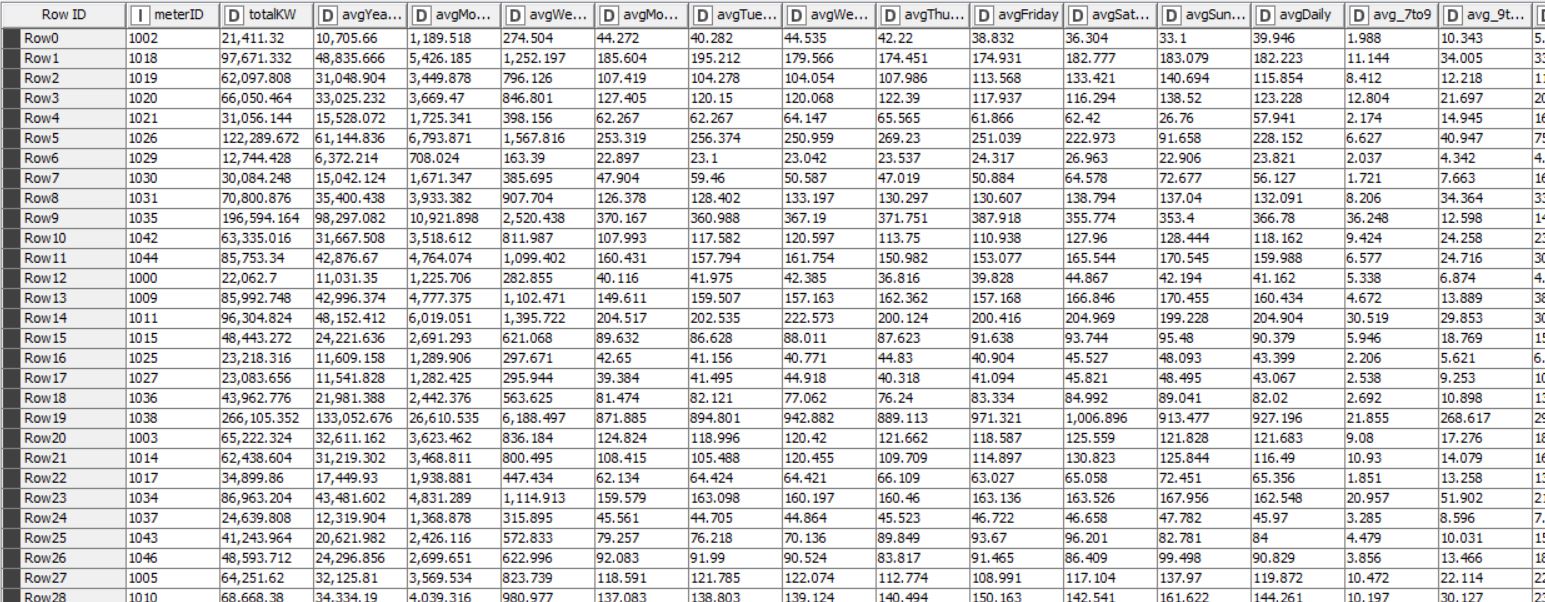 Row ID I meterID D totalKW D avgYea... D avgMo... D avgWe... D avgMo... D avgTue... D avgWe... D avgThu... D avgFriday D avgSat... D avgSun... D avgDaily D avg_7to9 D avg_9t... D
Row0 1002 21,411.32 10,705.66 1,189.518 274.504 44.272 40.282 44.535 42.22 38.832 36.304 33.1 39.946 1.988 10.343 5.
Row1 1018 97,671.332 48,835.666 5,426.185 1,252.197 185.604 195.212 179.566 174.451 174.931 182.777 183.079 182.223 11.144 34.005 33
Row2 1019 62,097.808 31,048.904 3,449.878 796.126 107.419 104.278 104.054 107.986 113.568 133.421 140.694 115.854 8.412 12.218 11
Row3 1020 66,050.464 33,025.232 3,669.47 846.801 127.405 120.15 120.068 122.39 117.937 116.294 138.52 123.228 12.804 21.697 20
Row4 1021 31,056.144 15,528.072 1,725.341 398.156 62.267 62.267 64.147 65.565 61.866 62.42 26.76 57.941 2.174 14.945 16
Row5 1026 122,289.672 61,144.836 6,793.871 1,567.816 253.319 256.374 250.959 269.23 251.039 222.973 91.658 228.152 6.627 40.947 75
Row6 1029 12,744.428 6,372.214 708.024 163.39 22.897 23.1 23.042 23.537 24.317 26.963 22.906 23.821 2.037 4.342 4.
Row7 1030 30,084.248 15,042.124 1,671.347 385.695 47.904 59.46 50.587 47.019 50.884 64.578 72.677 56.127 1.721 7.663 16
Row8 1031 70,800.876 35,400.438 3,933.382 907.704 126.378 128.402 133.197 130.297 130.607 138.794 137.04 132.091 8.206 34.364 33
Row9 1035 196,594.164 98,297.082 10,921.898 2,520.438 370.167 360.988 367.19 371.751 387.918 355.774 353.4 366.78 36.248 12.598 14
Row10 1042 63,335.016 31,667.508 3,518.612 811.987 107.993 117.582 120.597 113.75 110.938 127.96 128.444 118.162 9.424 24.258 23
Row11 1044 85,753.34 42,876.67 4,764.074 1,099.402 160.431 157.794 161.754 150.982 153.077 165.544 170.545 159.988 6.577 24.716 30
Row12 1000 22,062.7 11,031.35 1,225.706 282.855 40.116 41.975 42.385 36.816 39.828 44.867 42.194 41.162 5.338 6.874 4.
Row13 1009 85,992.748 42,996.374 4,777.375 1,102.471 149.611 159.507 157.163 162.362 157.168 166.846 170.455 160.434 4.672 13.889 38
Row14 1011 96,304.824 48,152.412 6,019.051 1,395.722 204.517 202.535 222.573 200.124 200.416 204.969 199.228 204.904 30.519 29.853 30
Row15 1015 48,443.272 24,221.636 2,691.293 621.068 89.632 86.628 88.011 87.623 91.638 93.744 95.48 90.379 5.946 18.769 15
Row16 1025 23,218.316 11,609.158 1,289.906 297.671 42.65 41.156 40.771 44.83 40.904 45.527 48.093 43.399 2.206 5.621 6.
Row17 1027 23,083.656 11,541.828 1,282.425 295.944 39.384 41.495 44.918 40.318 41.094 45.821 48.495 43.067 2.538 9.253 10
Row18 1036 43,962.776 21,981.388 2,442.376 563.625 81.474 82.121 77.062 76.24 83.334 84.992 89.041 82.02 2.692 10.898 13
Row19 1038 266,105.352 133,052.676 26,610.535 6,188.497 871.885 894.801 942.882 889.113 971.321 1,006.896 913.477 927.196 21.855 268.617 29
Row20 1003 65,222.324 32,611.162 3,623.462 836.184 124.824 118.996 120.42 121.662 118.587 125.559 121.828 121.683 9.08 17.276 18
Row21 1014 62,438.604 31,219.302 3,468.811 800.495 108.415 105.488 120.455 109.709 114.897 130.823 125.844 116.49 10.93 14.079 16
Row22 1017 34,899.86 17,449.93 1,938.881 447.434 62.134 64.424 64.421 66.109 63.027 65.058 72.451 65.356 1.851 13.258 13
Row23 1034 86,963.204 43,481.602 4,831.289 1,114.913 159.579 163.098 160.197 160.46 163.136 163.526 167.956 162.548 20.957 51.902 21
Row24 1037 24,639.808 12,319.904 1,368.878 315.895 45.561 44.705 44.864 45.523 46.722 46.658 47.782 45.97 3.285 8.596 7.
Row25 1043 41,243.964 20,621.982 2,426.116 572.833 79.257 76.218 70.136 89.849 93.67 96.201 82.781 84 4.479 10.031 15
Row26 1046 48,593.712 24,296.856 2,699.651 622.996 92.083 91.99 90.524 83.817 91.465 86.409 99.498 90.829 3.856 13.466 18
Row27 1005 64,251.62 32,125.81 3,569.534 823.739 118.591 121.785 122.074 112.774 108.991 117.104 137.97 119.872 10.472 22.114 22
Row28 1010 68,668.38 34,334.19 4,039.316 980.977 137.083 138.803 139.124 140.494 150.163 142.541 161.622 144.261 10.197 30.127 23